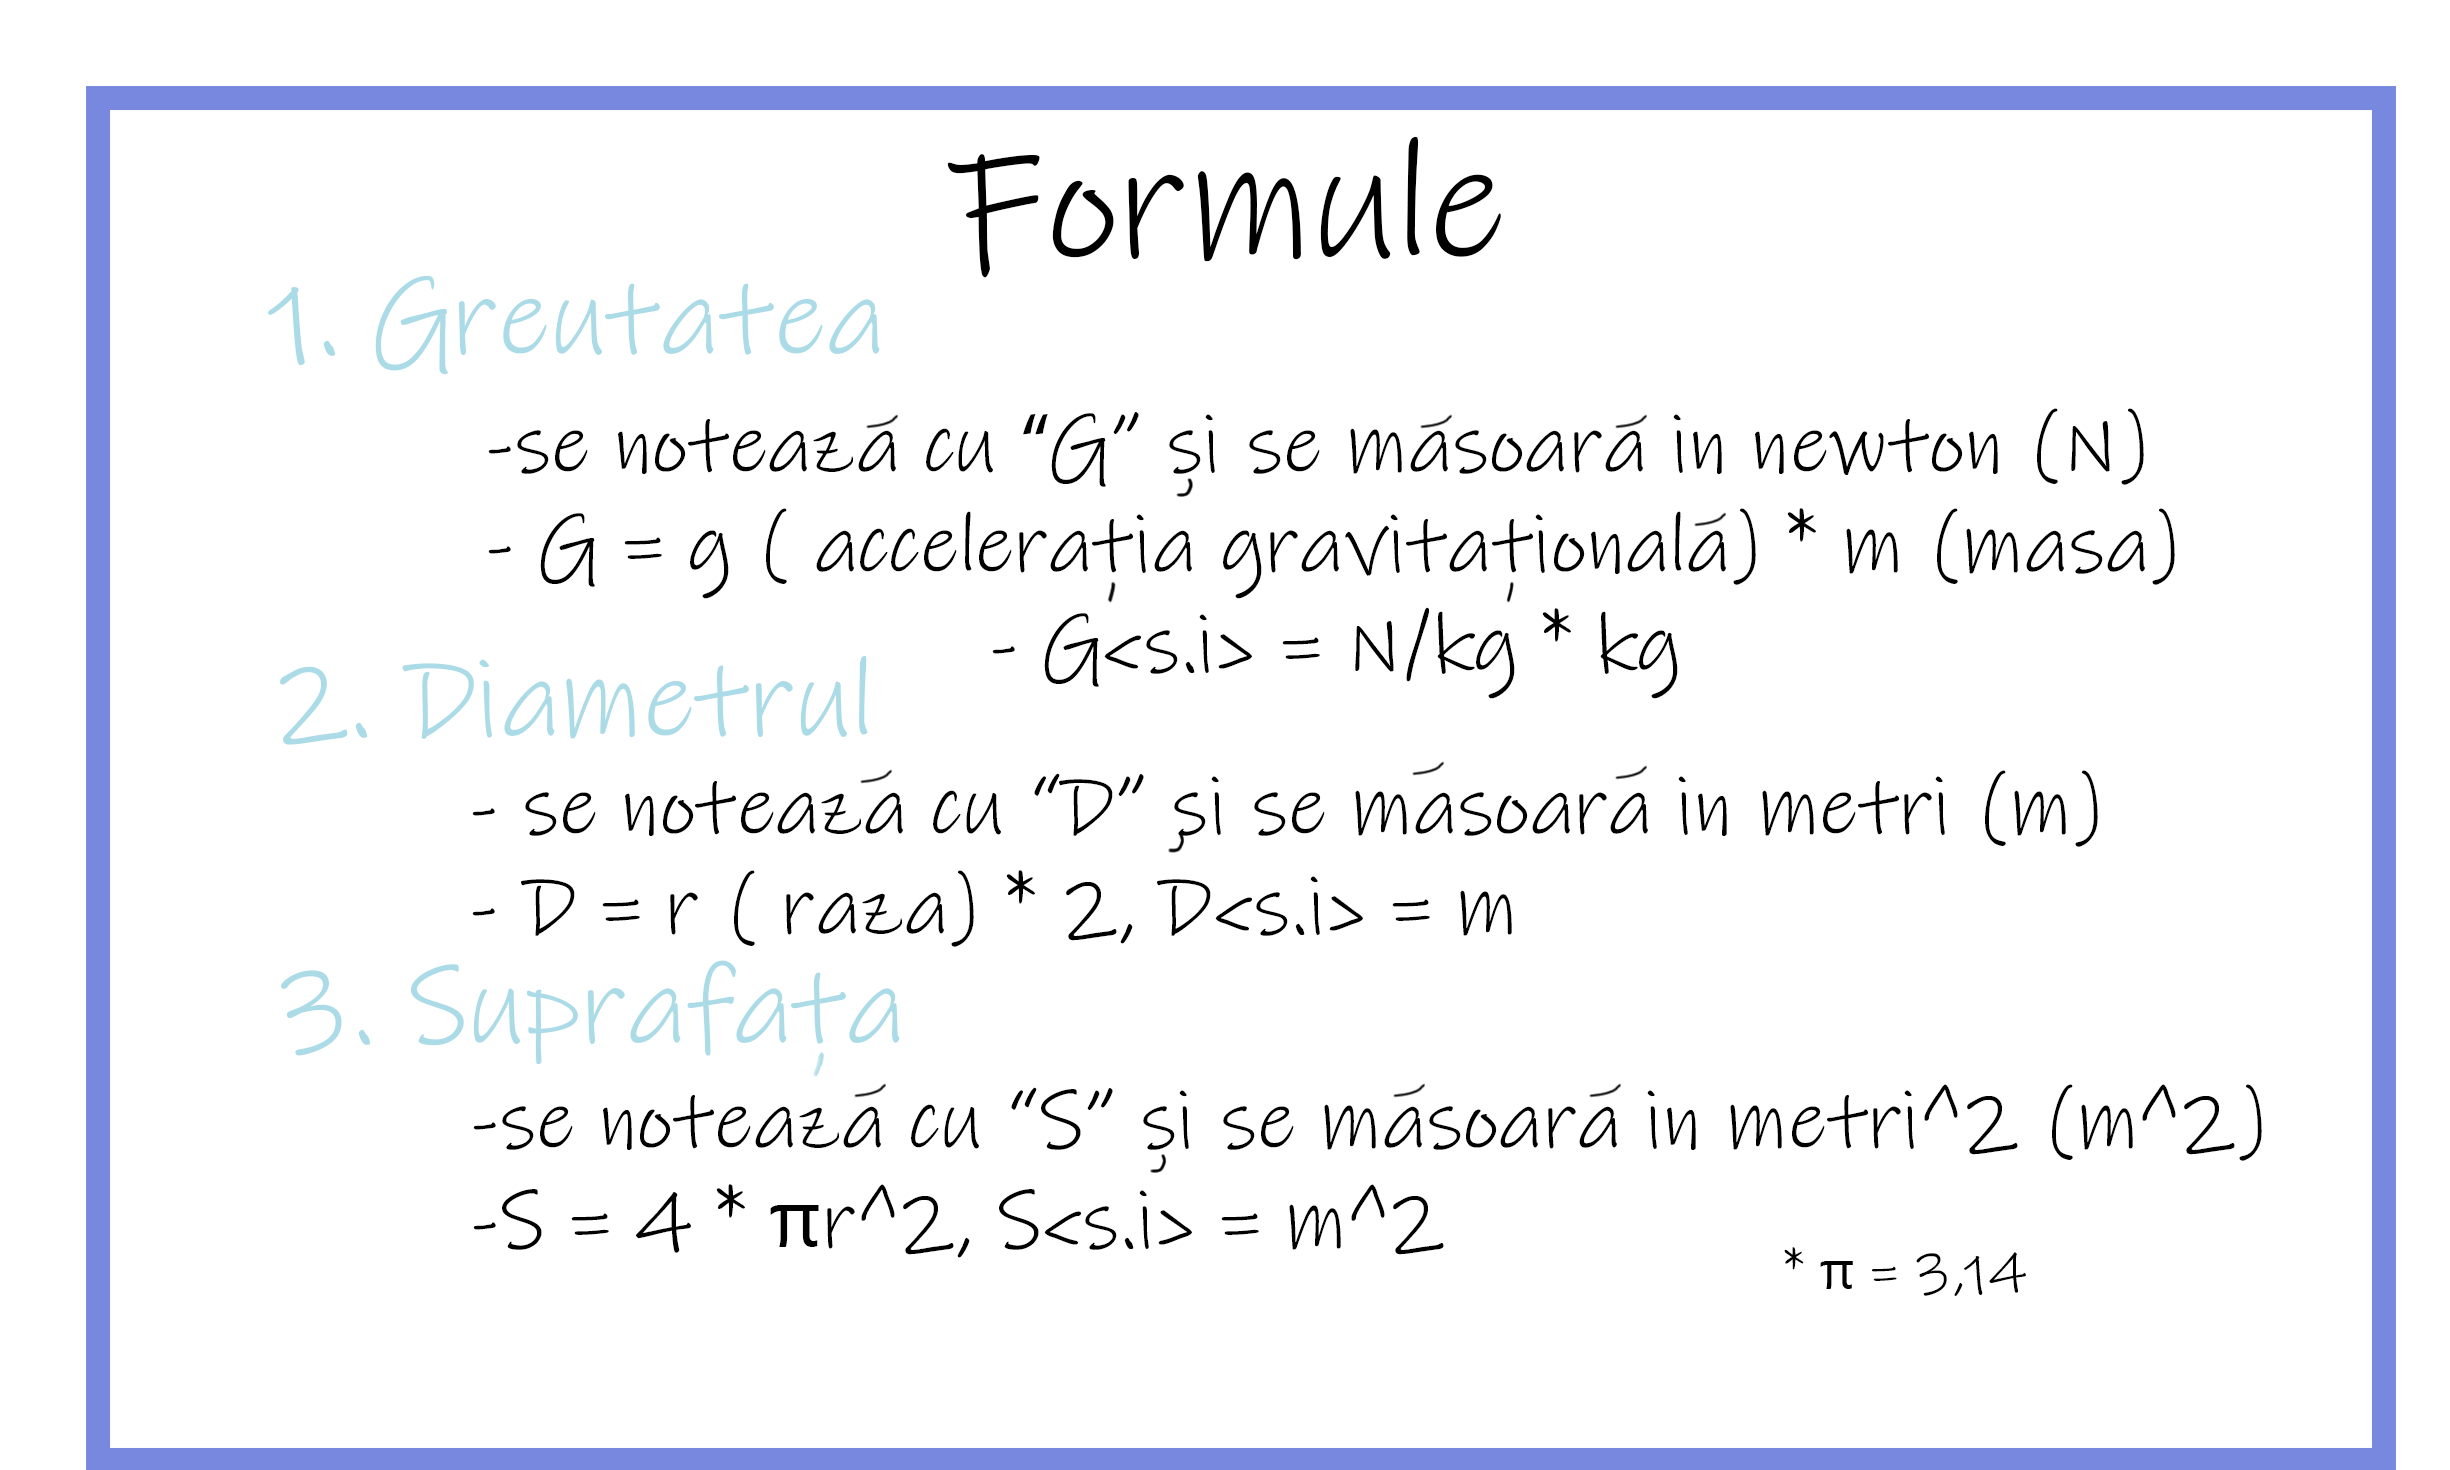 Formule
1. Greutatea
-se notează cu “G” și se măsoară in newton (N)
- G = g ( accelerația gravitațională) * m (masa)
- G<s.i> = N/kg * kg
2. Diametrul
- se notează cu “D” și se măsoară in metri (m)
- D = r ( raza) * 2, D<s.i> = m
3. Suprafața
-se notează cu “S” și se măsoară in metri^2 (m^2)
-S = 4 * πr^2, S<s.i> = m^2
* π = 3,14